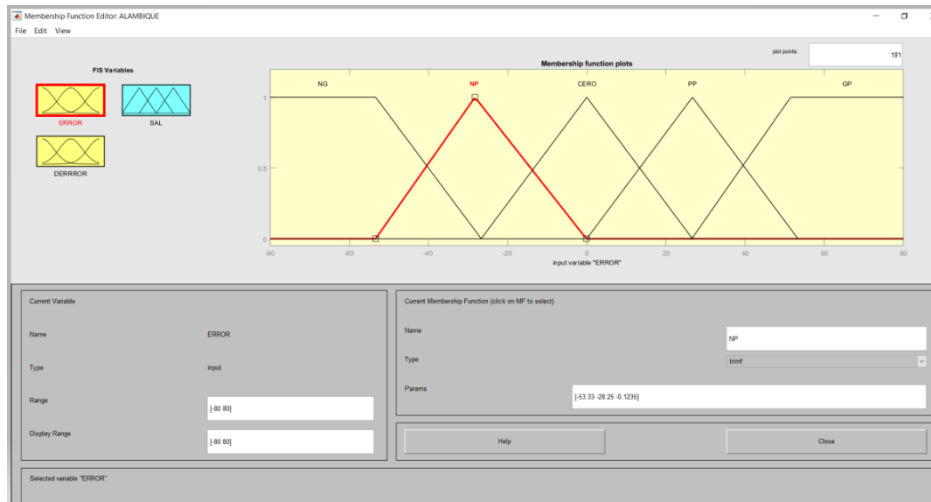 Membership Function Editor: ALAMBIQUE
File Edit View
FIS Variables
ERROR
SAL
DERRROR
plot points:
181
Membership function plots
NG
NP
CERO
PP
GP
1
0.5
0
-80
-60
-40
-20
0
20
40
60
80
input variable "ERROR"
Current Variable
Name
ERROR
Type
input
Range
[-80 80]
Display Range
[-80 80]
Current Membership Function (click on MF to select)
Name
NP
Type
trimf
Params
[-53.33 -28.25 -0.1235]
Help
Close
Selected variable "ERROR"